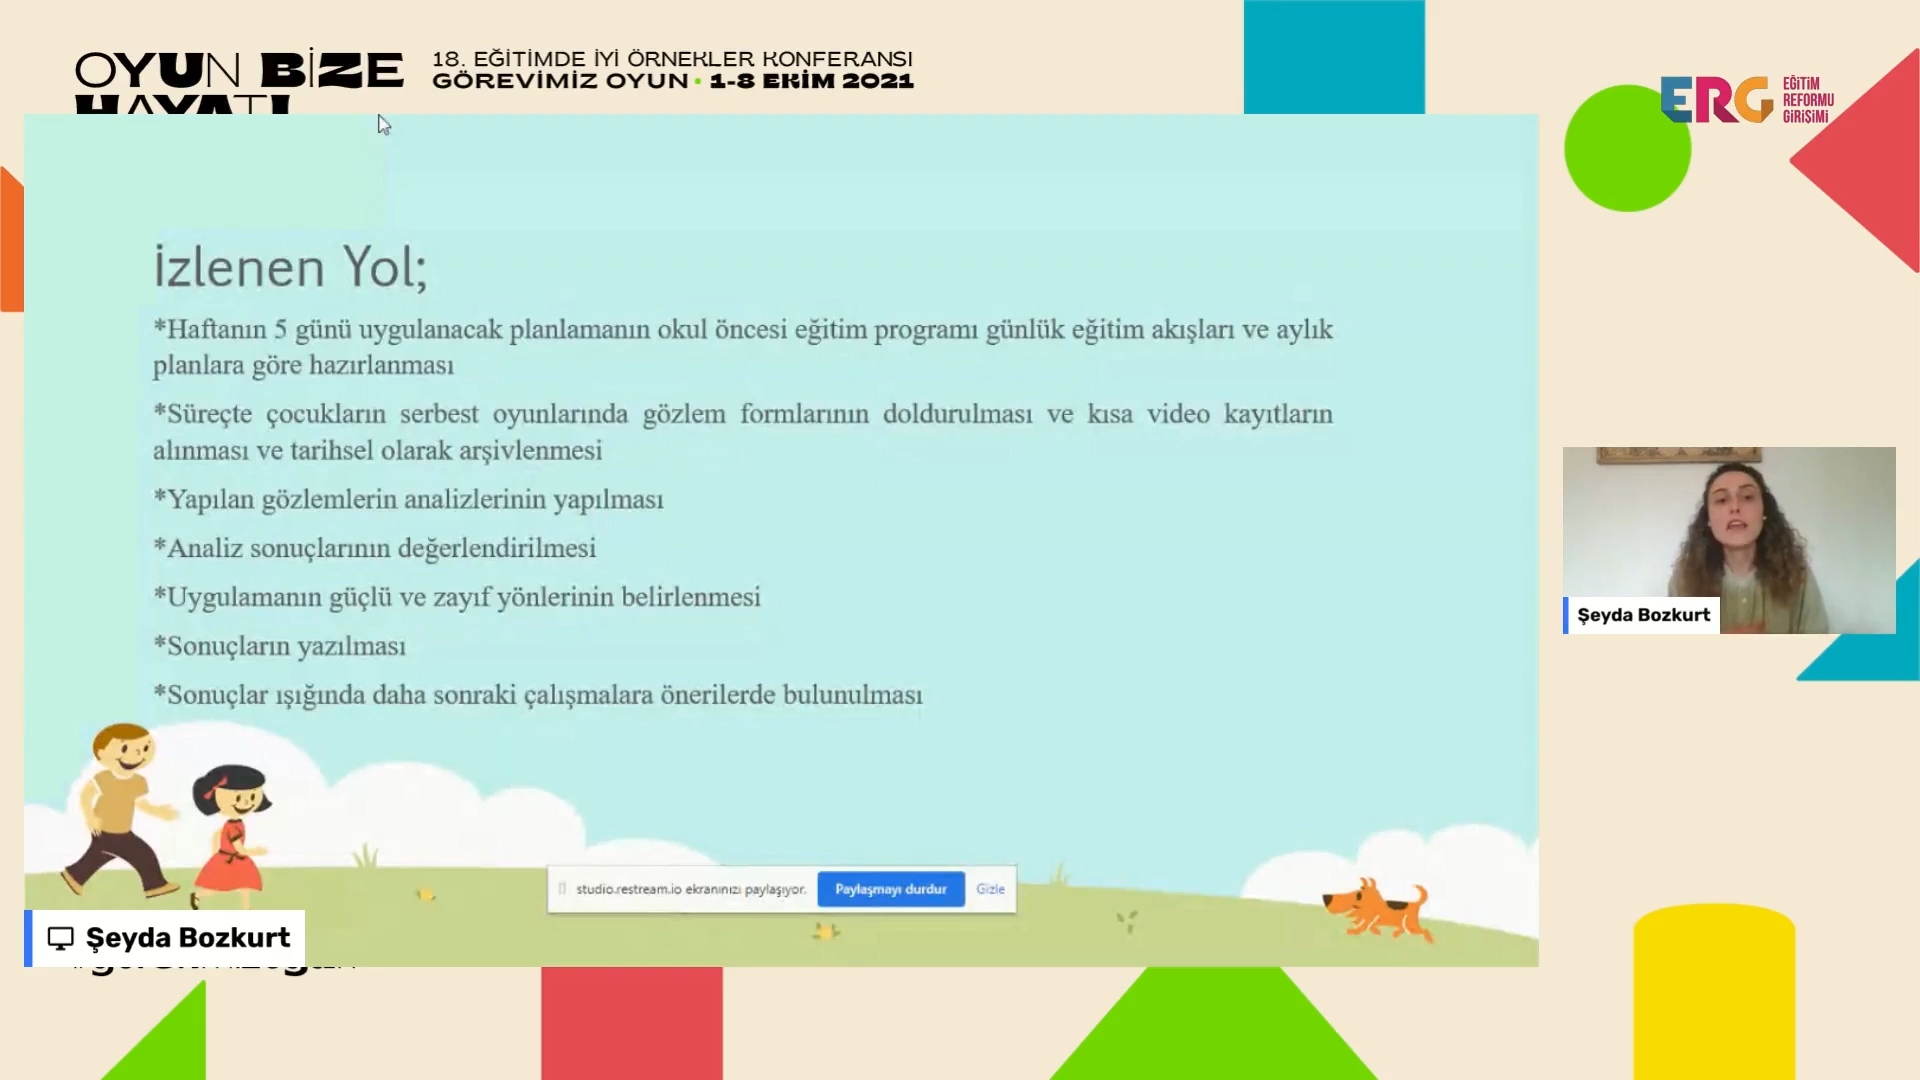 OYUN BİZE
HAYATI
18. EĞİTİMDE İYİ ÖRNEKLER KONFERANSI
GÖREVİMİZ OYUN • 1-8 EKİM 2021
ERG EĞİTİM
REFORMU
GİRİŞİMİ
İzlenen Yol;
*Haftanın 5 günü uygulanacak planlamanın okul öncesi eğitim programı günlük eğitim akışları ve aylık
planlara göre hazırlanması
*Süreçte çocukların serbest oyunlarında gözlem formlarının doldurulması ve kısa video kayıtların
alınması ve tarihsel olarak arşivlenmesi
*Yapılan gözlemlerin analizlerinin yapılması
*Analiz sonuçlarının değerlendirilmesi
*Uygulamanın güçlü ve zayıf yönlerinin belirlenmesi
*Sonuçların yazılması
*Sonuçlar ışığında daha sonraki çalışmalara önerilerde bulunulması
Şeyda Bozkurt
studio.restream.io ekranınızı paylaşıyor. Paylaşmayı durdur Gizle
Şeyda Bozkurt